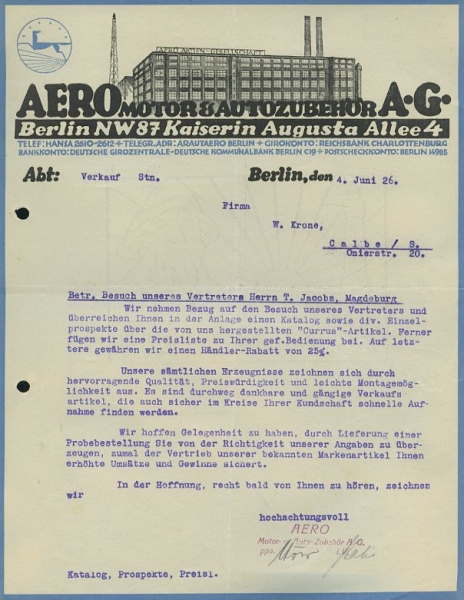 AERO AKTIEN-GESELLSCHAFT
AERO MOTOR & AUTOZUBEHÖR A·G·
Berlin NW87 Kaiserin Augusta Allee 4
TELEF: HANSA 2610-2612 + TELEGR. ADR: ARAUTAERO BERLIN + GIROKONTO: REICHSBANK CHARLOTTENBURG
BANKKONTO: DEUTSCHE GIROZENTRALE - DEUTSCHE KOMMUNALBANK BERLIN C19 + POSTSCHECKKONTO: BERLIN 14985
Abt: Verkauf Stn. Berlin, den 4. Juni 26.
Firma
W. Krone,
Calbe / S.
Onierstr. 20.
Betr. Besuch unseres Vertreters Herrn T. Jacobs, Magdeburg
Wir nehmen Bezug auf den Besuch unseres Vertreters und
überreichen Ihnen in der Anlage einen Katalog sowie div. Einzel-
prospekte über die von uns hergestellten "Currus"-Artikel. Ferner
fügen wir eine Preisliste zu Ihrer gef. Bedienung bei. Auf letz-
tere gewähren wir einen Händler-Rabatt von 25%.
Unsere sämtlichen Erzeugnisse zeichnen sich durch
hervorragende Qualität, Preiswürdigkeit und leichte Montagemög-
lichkeit aus. Es sind durchweg dankbare und gängige Verkaufs
artikel, die auch sicher im Kreise Ihrer Kundschaft schnelle Auf-
nahme finden werden.
Wir hoffen Gelegenheit zu haben, durch Lieferung einer
Probebestellung Sie von der Richtigkeit unserer Angaben zu über-
zeugen, zumal der Vertrieb unserer bekannten Markenartikel Ihnen
erhöhte Umsätze und Gewinne sichert.
In der Hoffnung, recht bald von Ihnen zu hören, zeichnen
wir
hochachtungsvoll
AERO
Motor- u. Auto-Zubehör A.G.
ppa.
Katalog, Prospekte, Preisl.